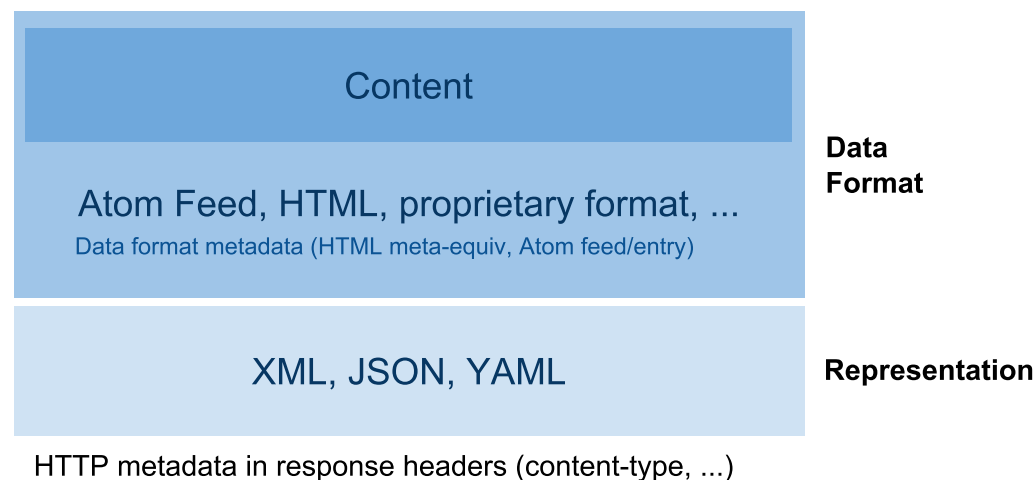 Content
Data
Format
Atom Feed, HTML, proprietary format, ...
Data format metadata (HTML meta-equiv, Atom feed/entry)
XML, JSON, YAML
Representation
HTTP metadata in response headers (content-type, ...)